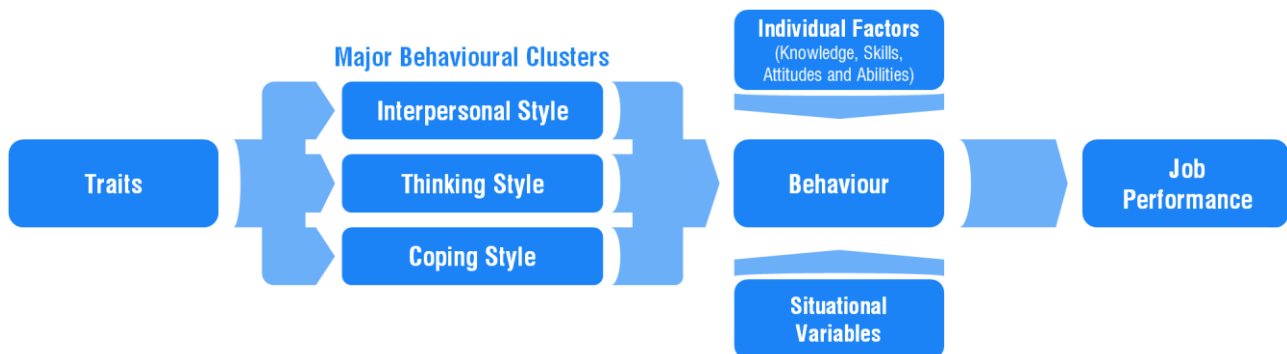 Individual Factors
(Knowledge, Skills,
Attitudes and Abilities)
Major Behavioural Clusters
Interpersonal Style
Traits
Thinking Style
Behaviour
Job
Performance
Coping Style
Situational
Variables